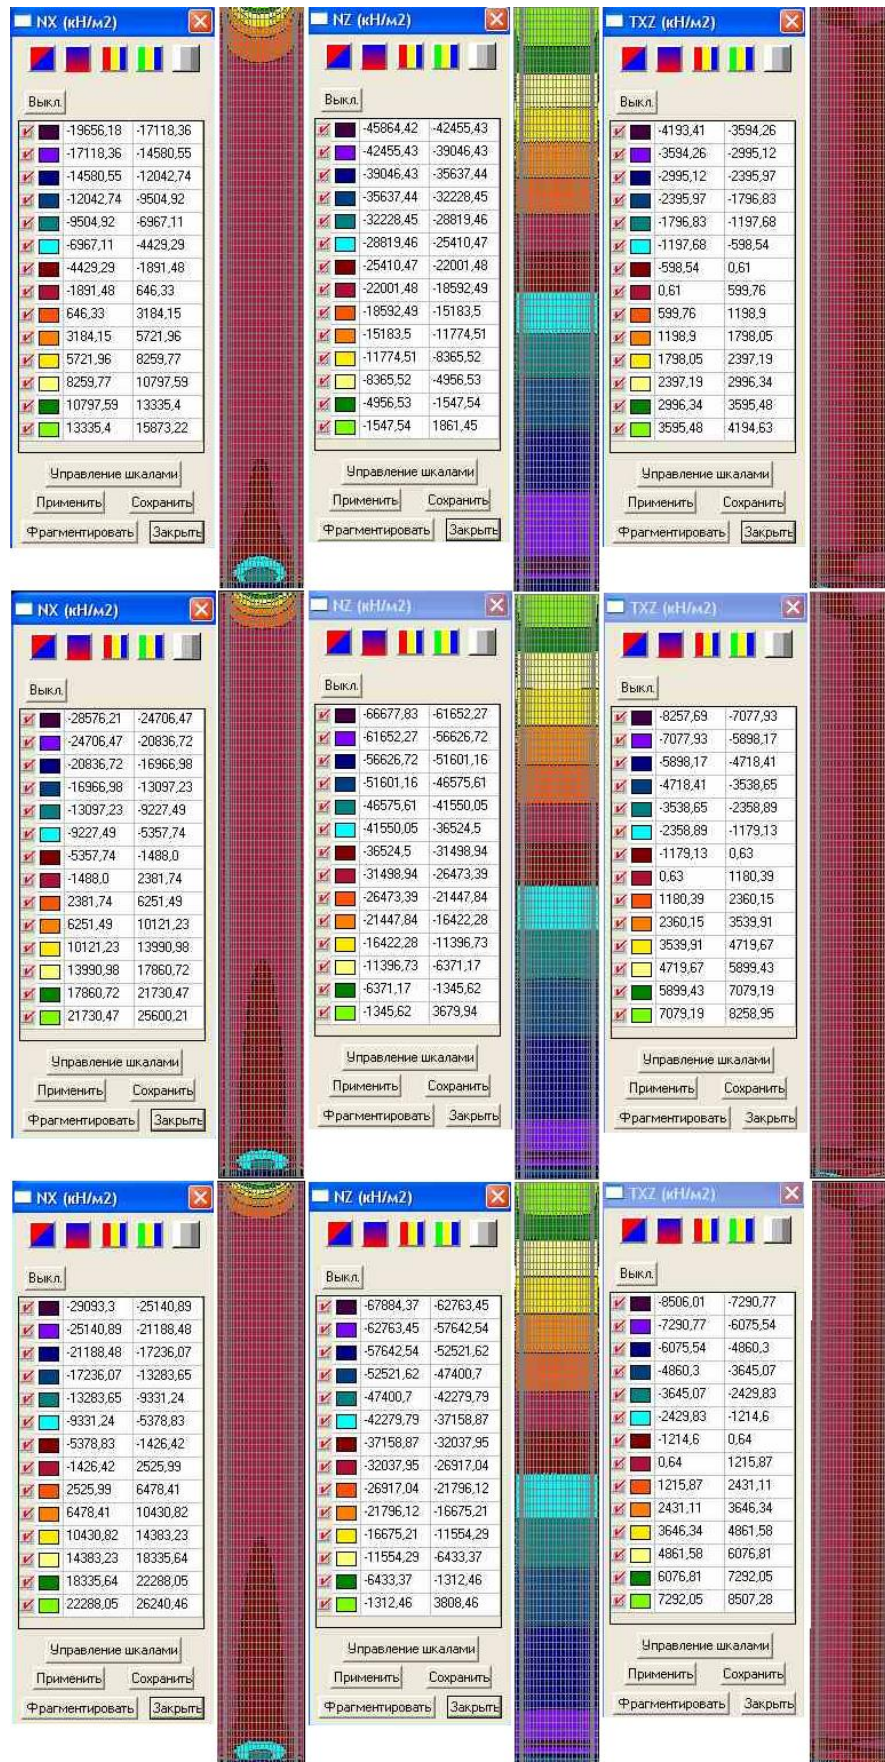 NX (кН/м2)
Выкл.
-19656,18 -17118,36
-17118,36 -14580,55
-14580,55 -12042,74
-12042,74 -9504,92
-9504,92 -6967,11
-6967,11 -4429,29
-4429,29 -1891,48
-1891,48 646,33
646,33 3184,15
3184,15 5721,96
5721,96 8259,77
8259,77 10797,59
10797,59 13335,4
13335,4 15873,22
Управление шкалами
Применить Сохранить
Фрагментировать Закрыть
NZ (кН/м2)
Выкл.
-45864,42 -42455,43
-42455,43 -39046,43
-39046,43 -35637,44
-35637,44 -32228,45
-32228,45 -28819,46
-28819,46 -25410,47
-25410,47 -22001,48
-22001,48 -18592,49
-18592,49 -15183,5
-15183,5 -11774,51
-11774,51 -8365,52
-8365,52 -4956,53
-4956,53 -1547,54
-1547,54 1861,45
Управление шкалами
Применить Сохранить
Фрагментировать Закрыть
TXZ (кН/м2)
Выкл.
-4193,41 -3594,26
-3594,26 -2995,12
-2995,12 -2395,97
-2395,97 -1796,83
-1796,83 -1197,68
-1197,68 -598,54
-598,54 0,61
0,61 599,76
599,76 1198,9
1198,9 1798,05
1798,05 2397,19
2397,19 2996,34
2996,34 3595,48
3595,48 4194,63
Управление шкалами
Применить Сохранить
Фрагментировать Закрыть
NX (кН/м2)
Выкл.
-28576,21 -24706,47
-24706,47 -20836,72
-20836,72 -16966,98
-16966,98 -13097,23
-13097,23 -9227,49
-9227,49 -5357,74
-5357,74 -1488,0
-1488,0 2381,74
2381,74 6251,49
6251,49 10121,23
10121,23 13990,98
13990,98 17860,72
17860,72 21730,47
21730,47 25600,21
Управление шкалами
Применить Сохранить
Фрагментировать Закрыть
NZ (кН/м2)
Выкл.
-66677,83 -61652,27
-61652,27 -56626,72
-56626,72 -51601,16
-51601,16 -46575,61
-46575,61 -41550,05
-41550,05 -36524,5
-36524,5 -31498,94
-31498,94 -26473,39
-26473,39 -21447,84
-21447,84 -16422,28
-16422,28 -11396,73
-11396,73 -6371,17
-6371,17 -1345,62
-1345,62 3679,94
Управление шкалами
Применить Сохранить
Фрагментировать Закрыть
TXZ (кН/м2)
Выкл.
-8257,69 -7077,93
-7077,93 -5898,17
-5898,17 -4718,41
-4718,41 -3538,65
-3538,65 -2358,89
-2358,89 -1179,13
-1179,13 0,63
0,63 1180,39
1180,39 2360,15
2360,15 3539,91
3539,91 4719,67
4719,67 5899,43
5899,43 7079,19
7079,19 8258,95
Управление шкалами
Применить Сохранить
Фрагментировать Закрыть
NX (кН/м2)
Выкл.
-29093,3 -25140,89
-25140,89 -21188,48
-21188,48 -17236,07
-17236,07 -13283,65
-13283,65 -9331,24
-9331,24 -5378,83
-5378,83 -1426,42
-1426,42 2525,99
2525,99 6478,41
6478,41 10430,82
10430,82 14383,23
14383,23 18335,64
18335,64 22288,05
22288,05 26240,46
Управление шкалами
Применить Сохранить
Фрагментировать Закрыть
NZ (кН/м2)
Выкл.
-67884,37 -62763,45
-62763,45 -57642,54
-57642,54 -52521,62
-52521,62 -47400,7
-47400,7 -42279,79
-42279,79 -37158,87
-37158,87 -32037,95
-32037,95 -26917,04
-26917,04 -21796,12
-21796,12 -16675,21
-16675,21 -11554,29
-11554,29 -6433,37
-6433,37 -1312,46
-1312,46 3808,46
Управление шкалами
Применить Сохранить
Фрагментировать Закрыть
TXZ (кН/м2)
Выкл.
-8506,01 -7290,77
-7290,77 -6075,54
-6075,54 -4860,3
-4860,3 -3645,07
-3645,07 -2429,83
-2429,83 -1214,6
-1214,6 0,64
0,64 1215,87
1215,87 2431,11
2431,11 3646,34
3646,34 4861,58
4861,58 6076,81
6076,81 7292,05
7292,05 8507,28
Управление шкалами
Применить Сохранить
Фрагментировать Закрыть